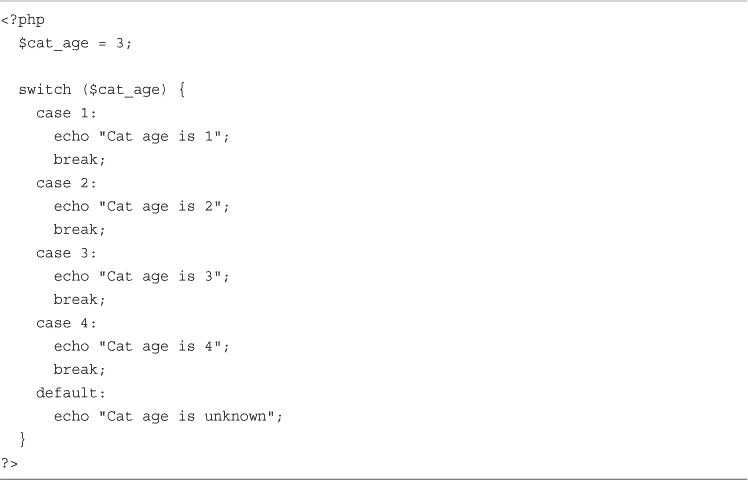 <?php
  $cat_age = 3;

  switch ($cat_age) {
    case 1:
      echo "Cat age is 1";
      break;
    case 2:
      echo "Cat age is 2";
      break;
    case 3:
      echo "Cat age is 3";
      break;
    case 4:
      echo "Cat age is 4";
      break;
    default:
      echo "Cat age is unknown";
  }
?>